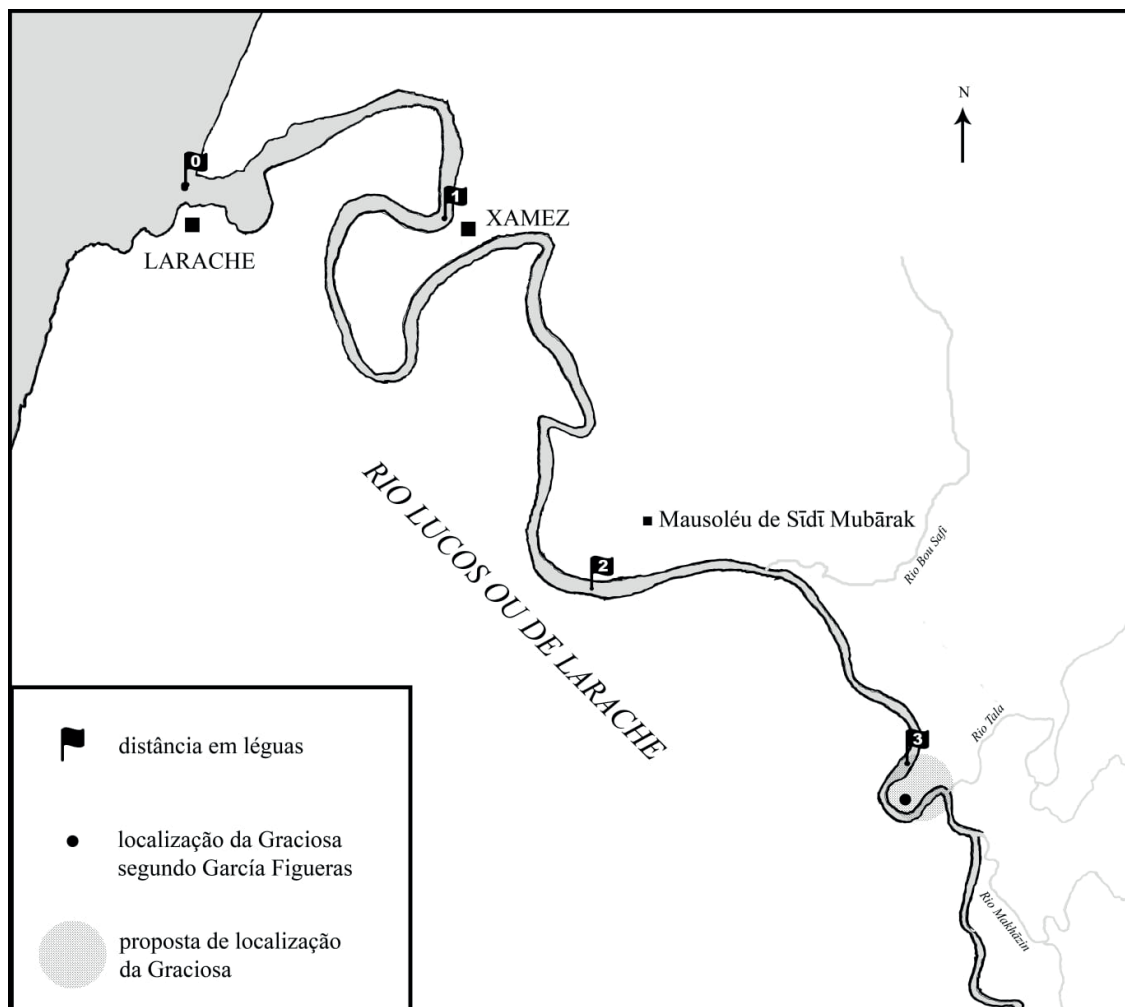 N
0
1
XAMEZ
LARACHE
RIO LUCOS OU DE LARACHE
Mausoléu de Sīdī Mubārak
2
Rio Bou Safi
3
Rio Tala
Rio Makhāzin
distância em léguas
localização da Graciosa
segundo García Figueras
proposta de localização
da Graciosa